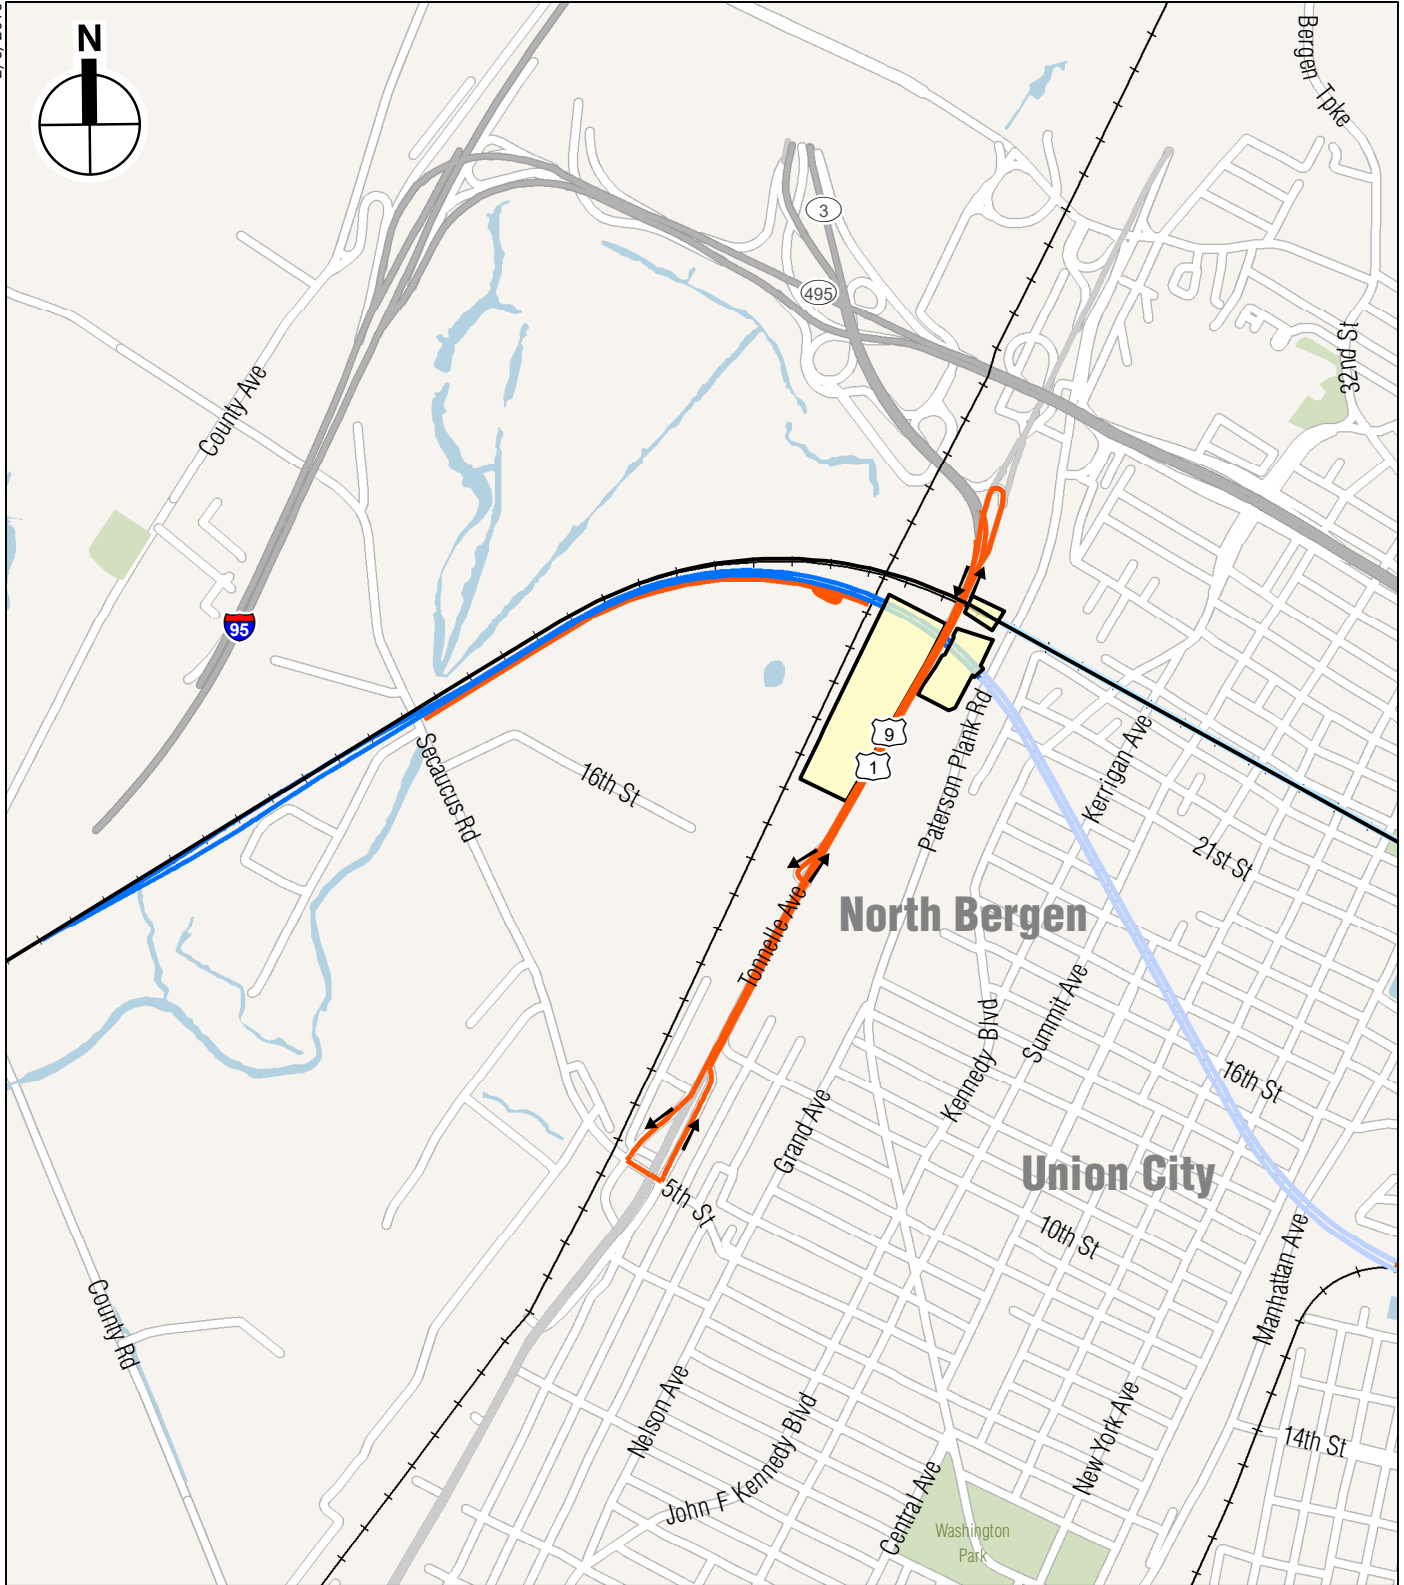 N
Bergen Tpke
3
495
32nd St
County Ave
95
9
1
Paterson Plank Rd
Secaucus Rd
16th St
Kerrigan Ave
21st St
Tonnelle Ave
North Bergen
Kennedy Blvd
Summit Ave
16th St
Grand Ave
Union City
5th St
10th St
Manhattan Ave
County Rd
Nelson Ave
John F Kennedy Blvd
New York Ave
14th St
Central Ave
Washington
Park